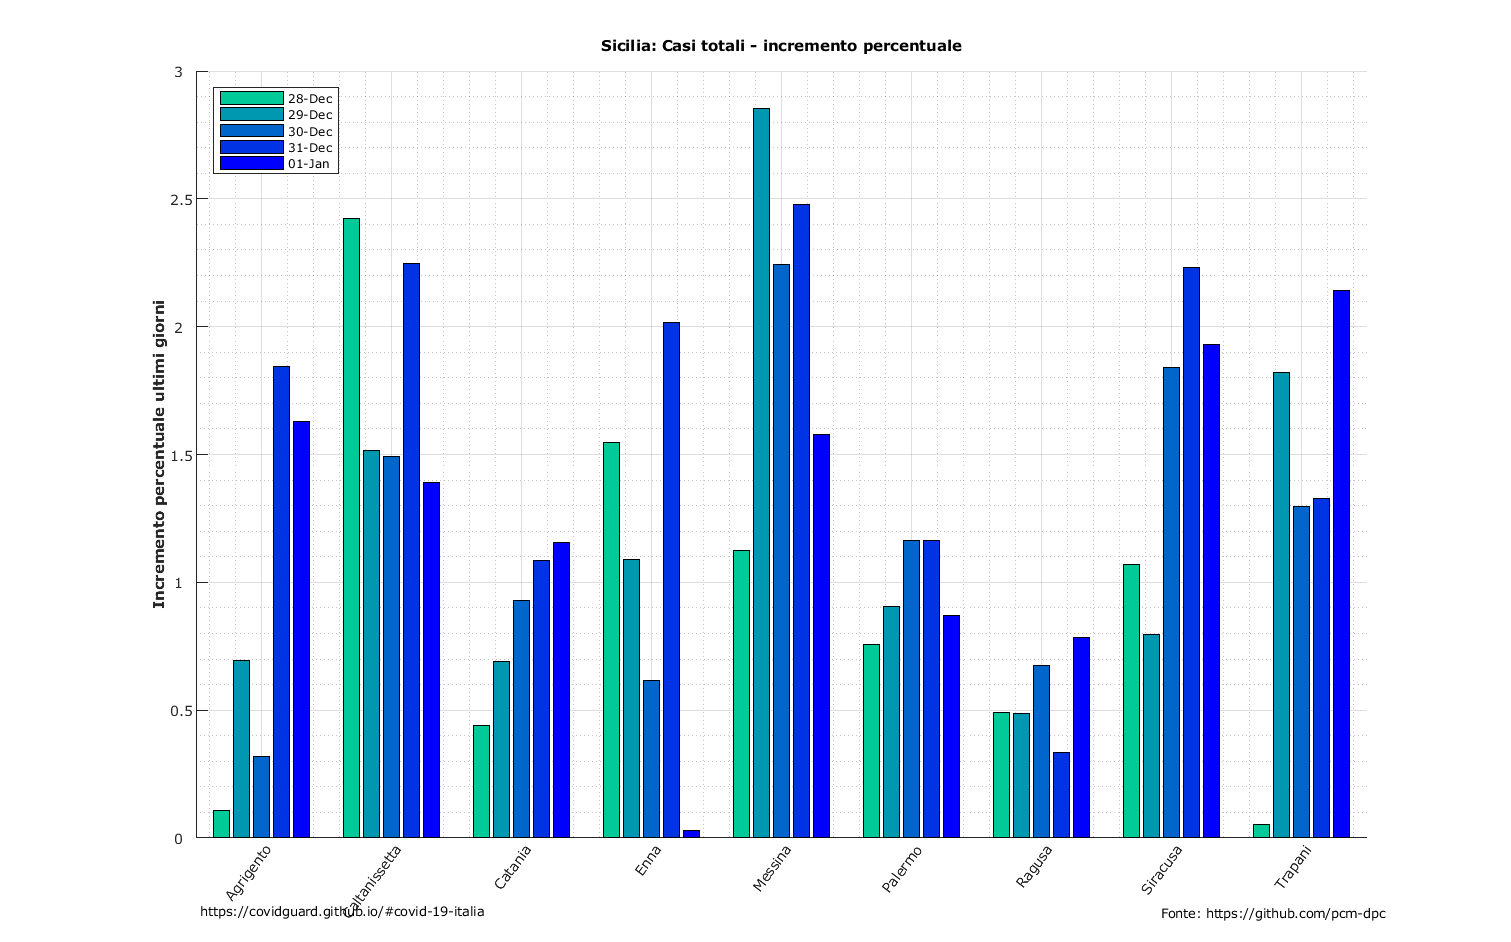 Sicilia: Casi totali - incremento percentuale
3
2.5
2
1.5
1
0.5
0
Incremento percentuale ultimi giorni
28-Dec
29-Dec
30-Dec
31-Dec
01-Jan
Agrigento
Caltanissetta
Catania
Enna
Messina
Palermo
Ragusa
Siracusa
Trapani
https://covidguard.github.io/#covid-19-italia
Fonte: https://github.com/pcm-dpc